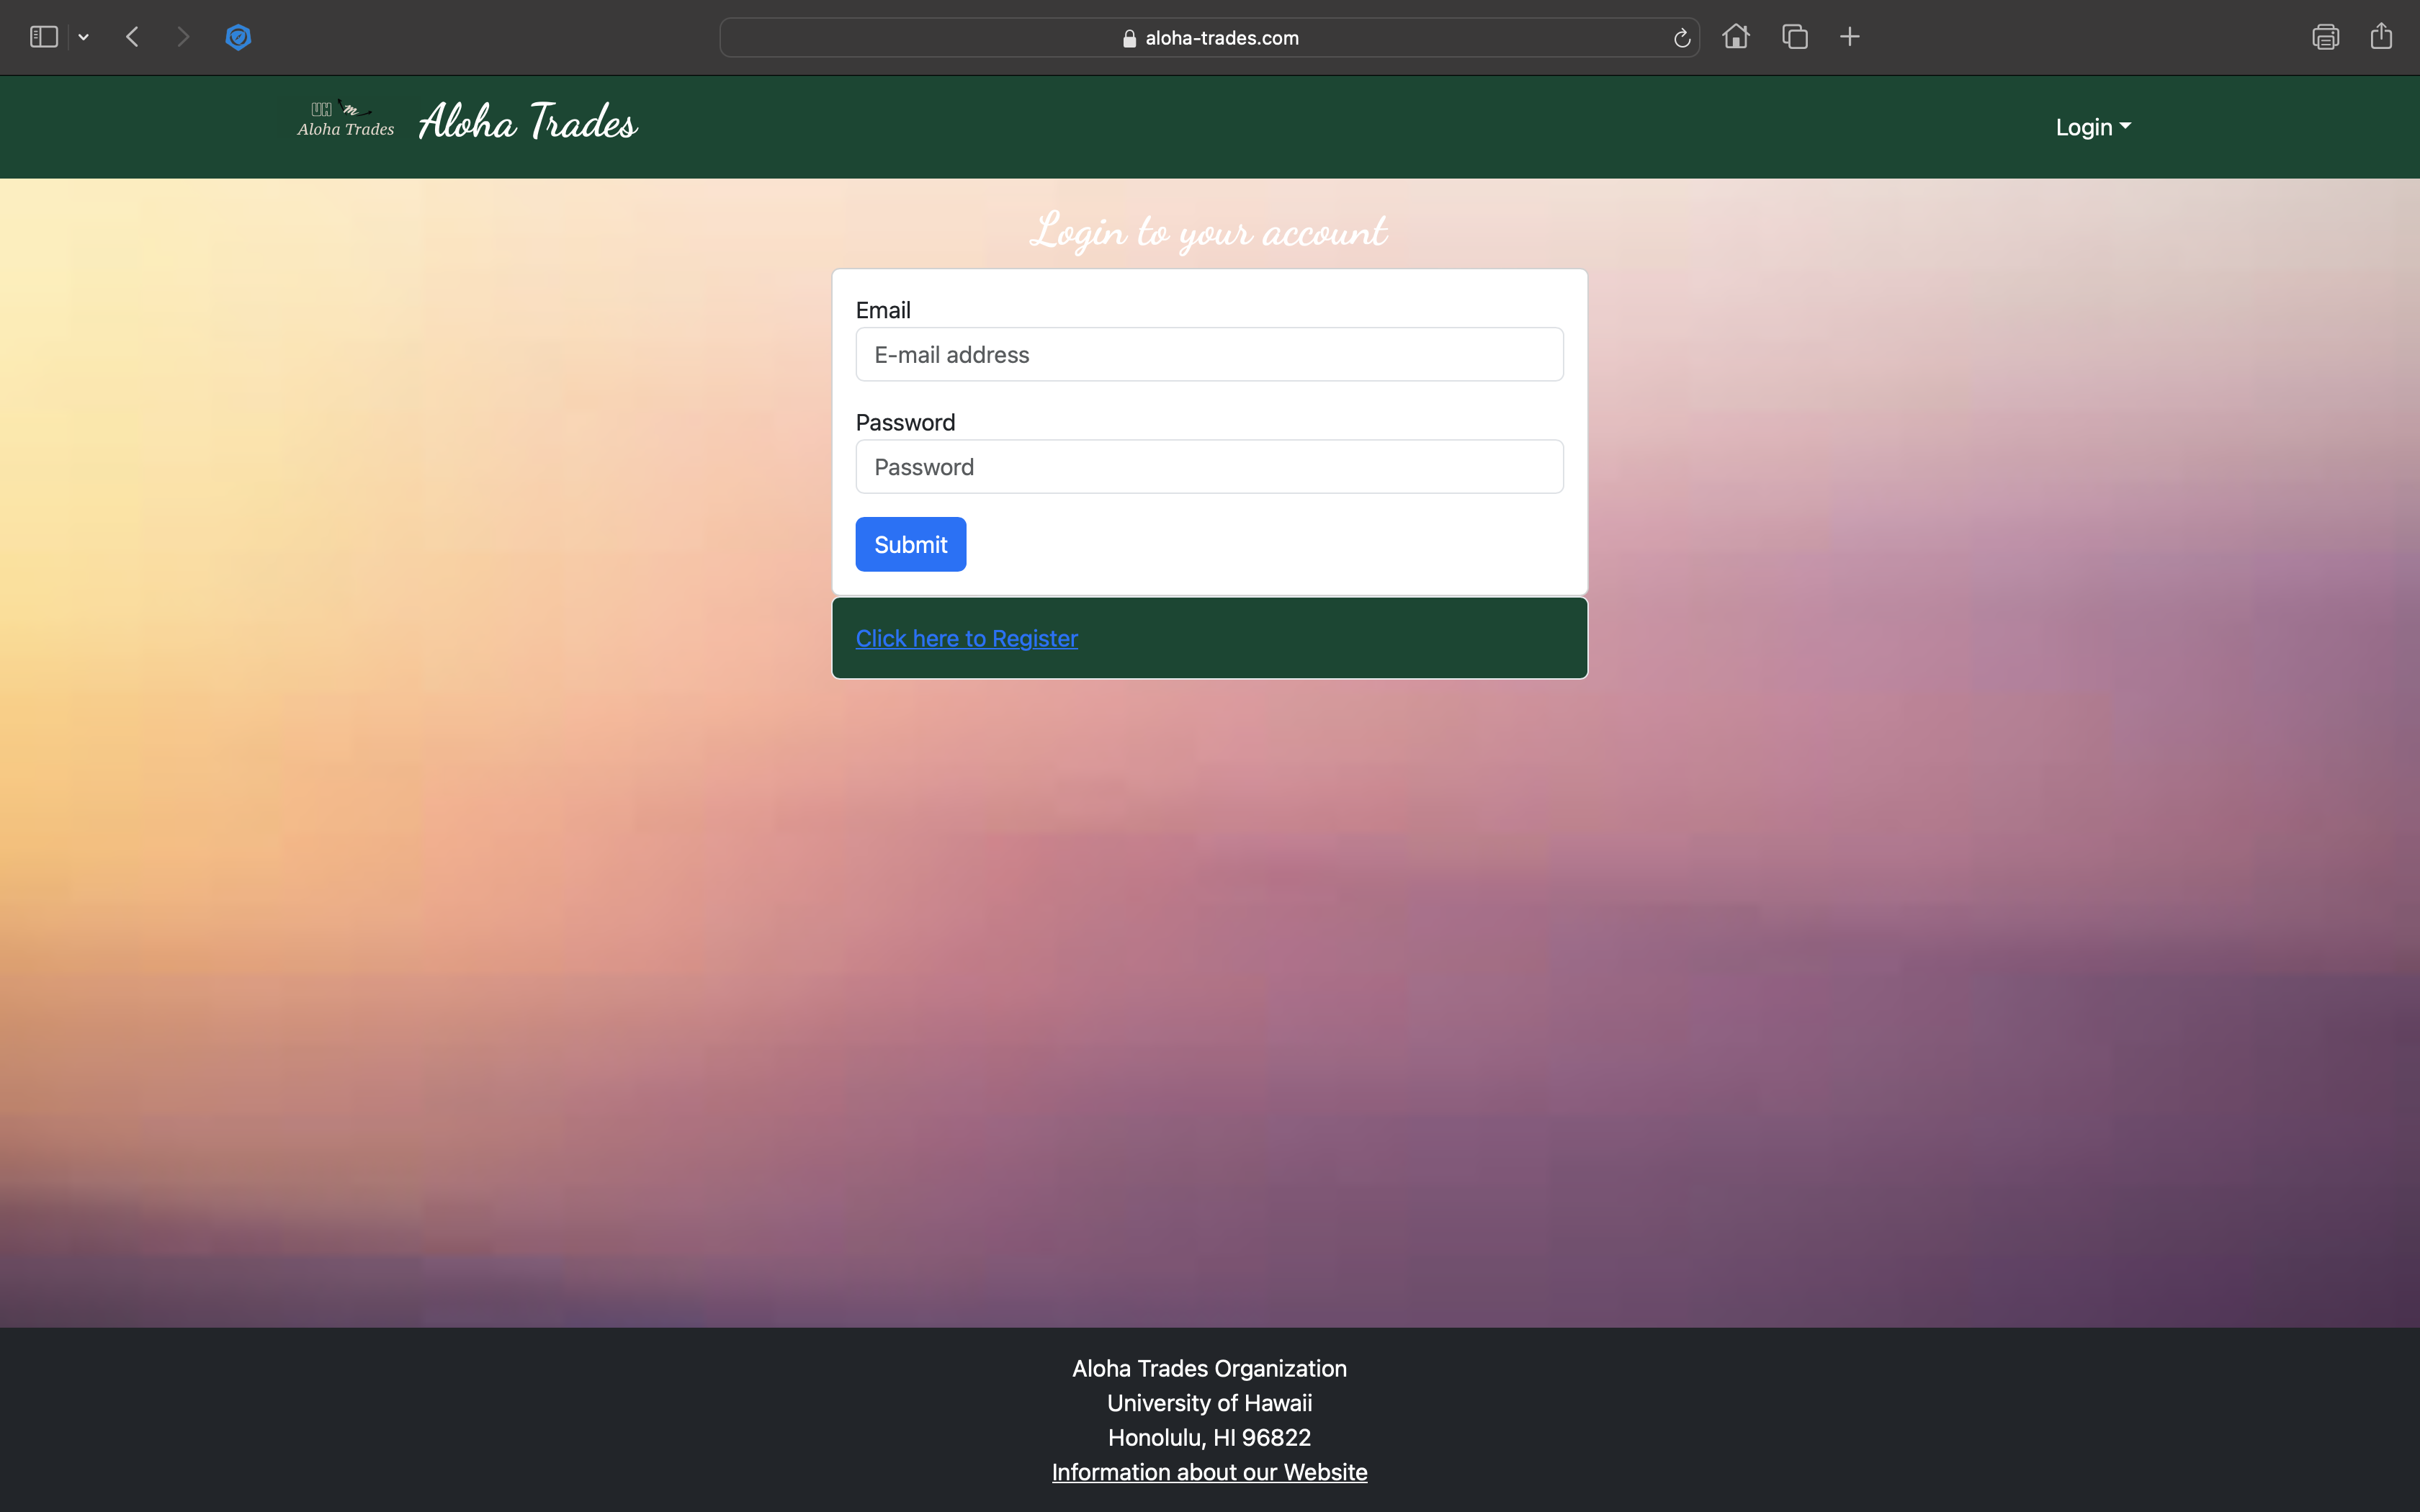 aloha-trades.com
UH m
Aloha Trades
Aloha Trades
Login
Login to your account
Email
E-mail address
Password
Password
Submit
Click here to Register
Aloha Trades Organization
University of Hawaii
Honolulu, HI 96822
Information about our Website